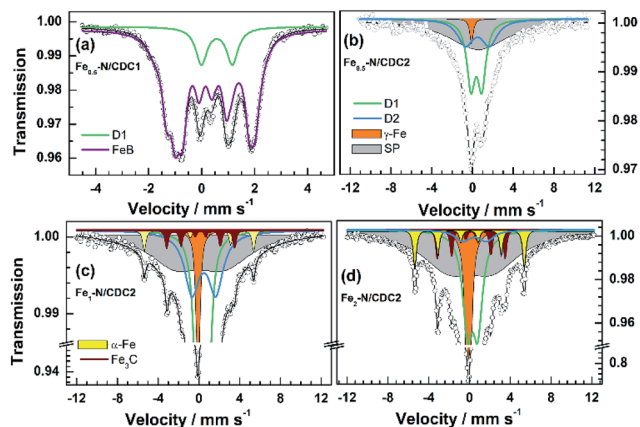 (a)
Transmission
1.00
0.99
0.98
0.97
0.96
Fe0.6-N/CDC1
D1
FeB
-4 -2 0 2 4
Velocity / mm s-1
(b)
1.00
0.99
0.98
0.97
Fe0.5-N/CDC2
D1
D2
γ-Fe
SP
-12 -8 -4 0 4 8 12
Velocity / mm s-1
(c)
Transmission
1.00
0.99
0.94
Fe1-N/CDC2
α-Fe
Fe3C
-12 -8 -4 0 4 8 12
Velocity / mm s-1
(d)
1.00
0.98
0.96
0.8
Fe2-N/CDC2
-12 -8 -4 0 4 8 12
Velocity / mm s-1